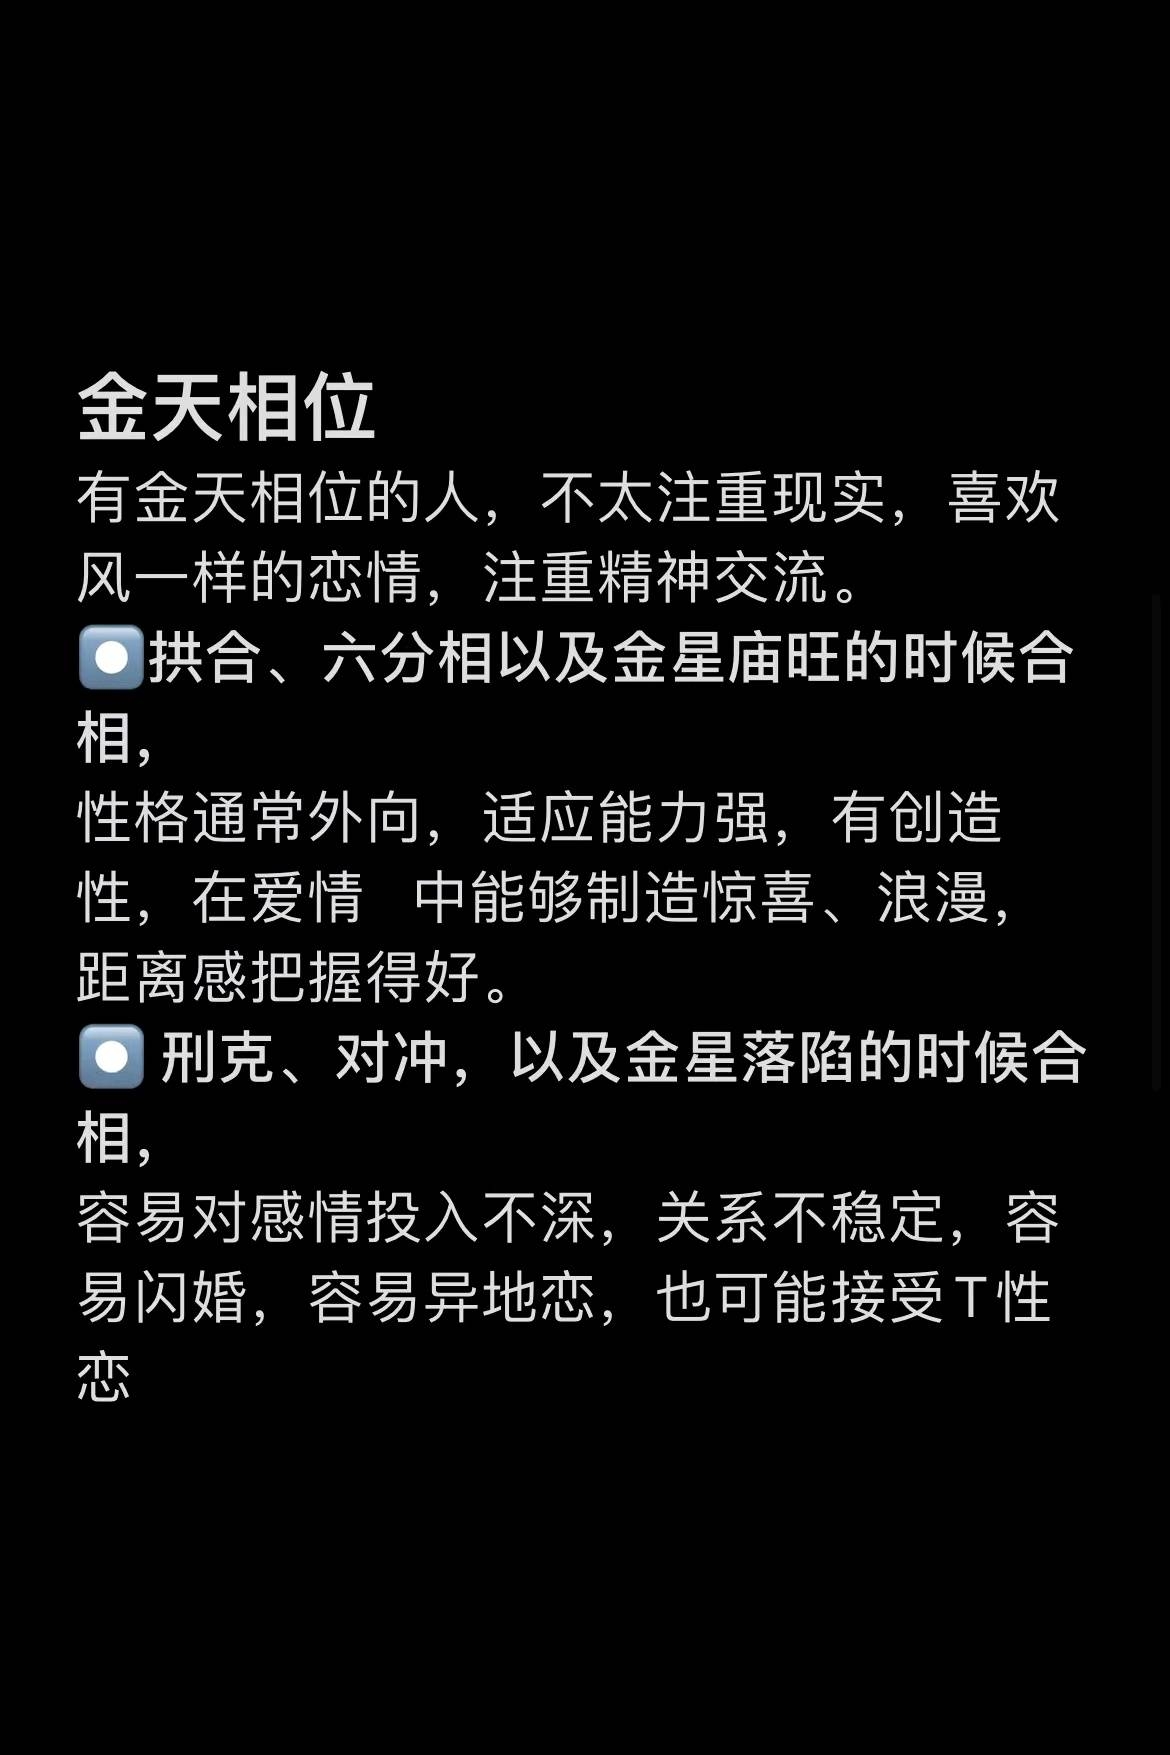 金天相位
有金天相位的人，不太注重现实，喜欢
风一样的恋情，注重精神交流。
⏺拱合、六分相以及金星庙旺的时候合
相，
性格通常外向，适应能力强，有创造
性，在爱情　中能够制造惊喜、浪漫，
距离感把握得好。
⏺ 刑克、对冲，以及金星落陷的时候合
相，
容易对感情投入不深，关系不稳定，容
易闪婚，容易异地恋，也可能接受T性
恋